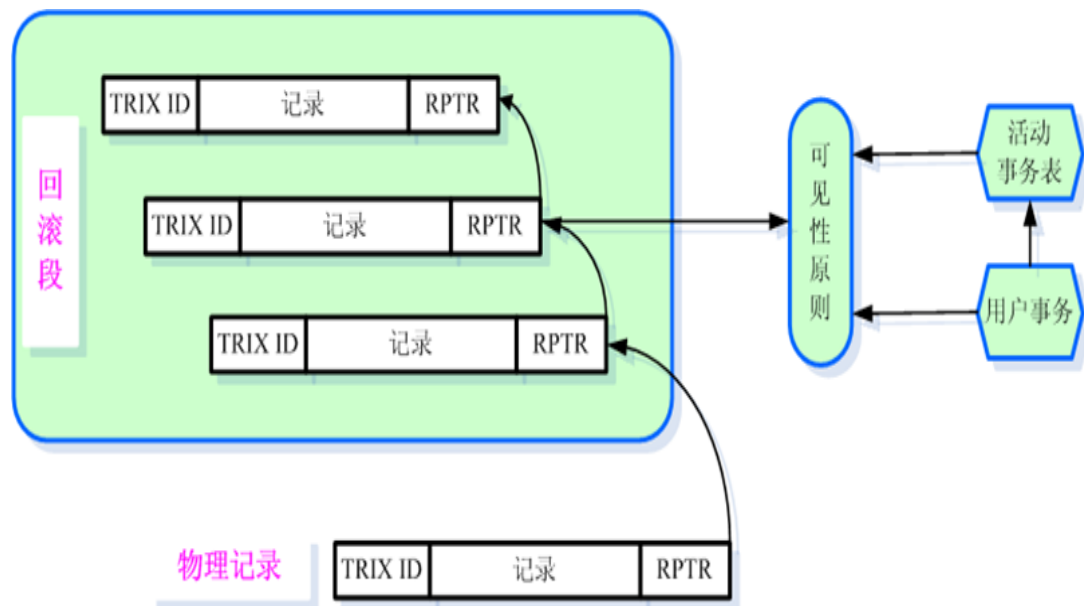 TRIX ID 记录 RPTR
回滚段
TRIX ID 记录 RPTR
TRIX ID 记录 RPTR
可见性原则
活动
事务表
用户事务
物理记录
TRIX ID 记录 RPTR